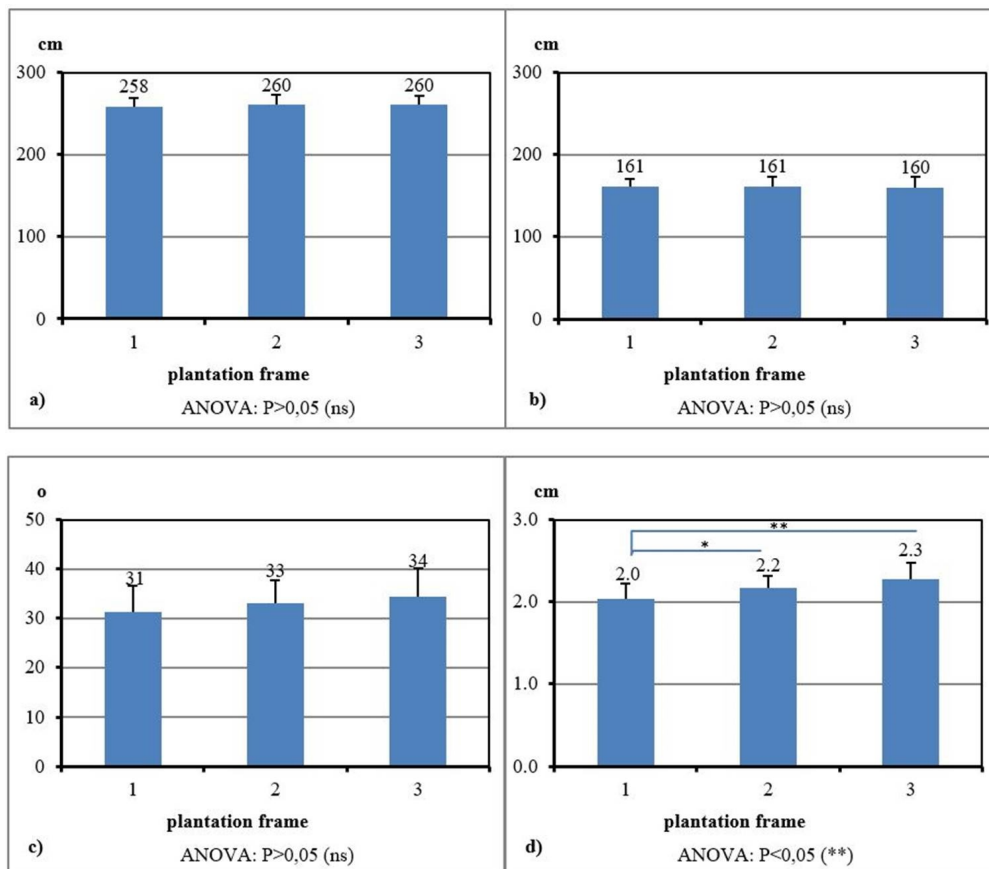 cm
300
258 260 260
200
100
0
1 2 3
plantation frame
a)
ANOVA: P>0,05 (ns)
cm
300
200
161 161 160
100
0
1 2 3
plantation frame
b)
ANOVA: P>0,05 (ns)
o
50
40
31 33 34
30
20
10
0
1 2 3
plantation frame
c)
ANOVA: P>0,05 (ns)
cm
3.0
**
*
2.0 2.2 2.3
2.0
1.0
0.0
1 2 3
plantation frame
d)
ANOVA: P<0,05 (**)